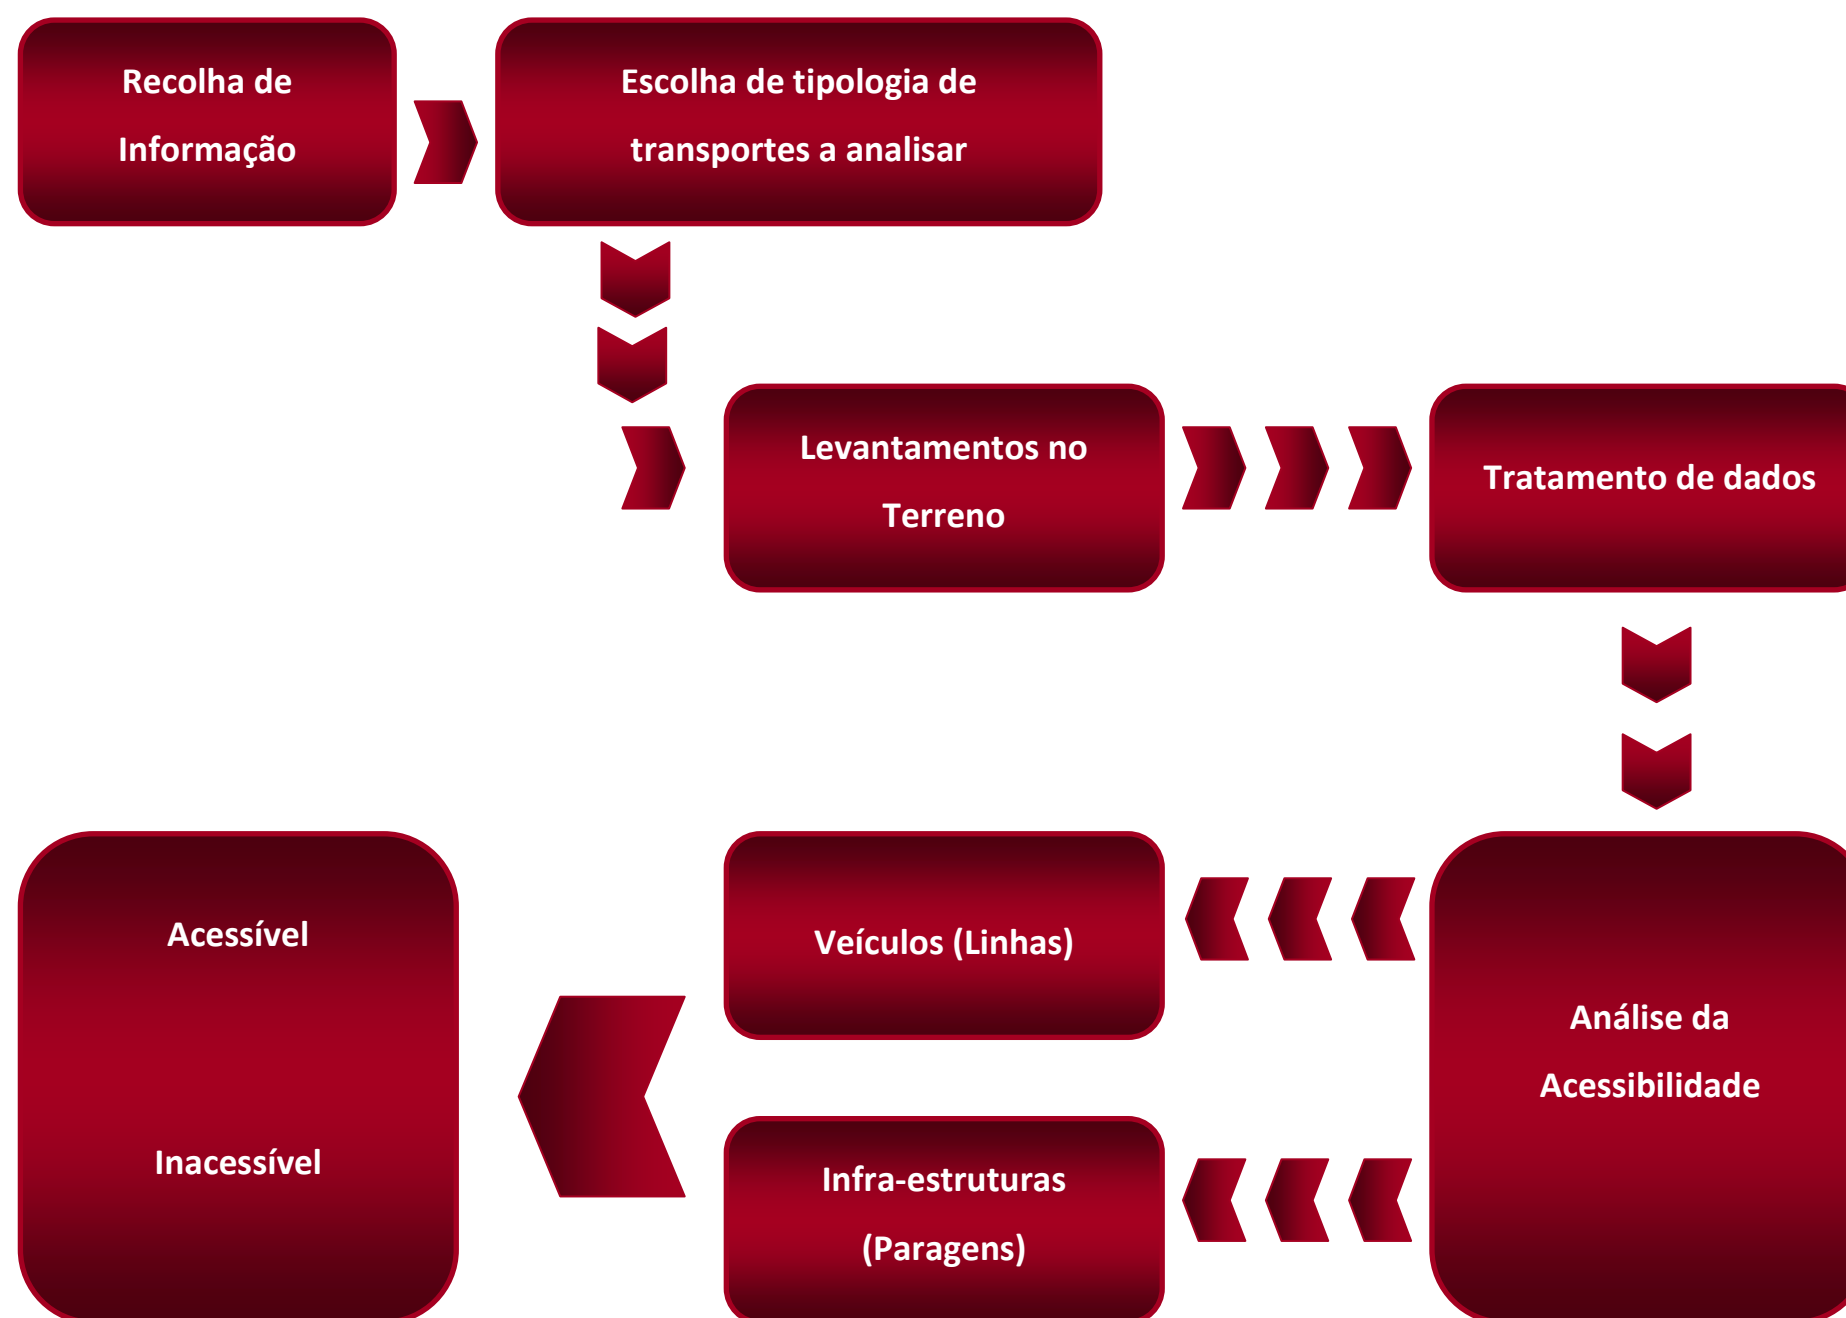 Recolha de
Informação
Escolha de tipologia de
transportes a analisar
Levantamentos no
Terreno
Tratamento de dados
Análise da
Acessibilidade
Veículos (Linhas)
Infra-estruturas
(Paragens)
Acessível
Inacessível